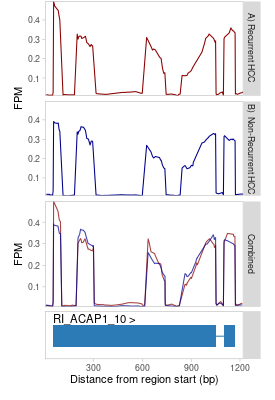 0.4
0.3
0.2
0.1
A) Recurrent HCC
FPM
0.4
0.3
0.2
0.1
B) Non-Recurrent HCC
0.4
0.3
0.2
0.1
FPM
Combined
RI_ACAP1_10 >
300
600
900
1200
Distance from region start (bp)